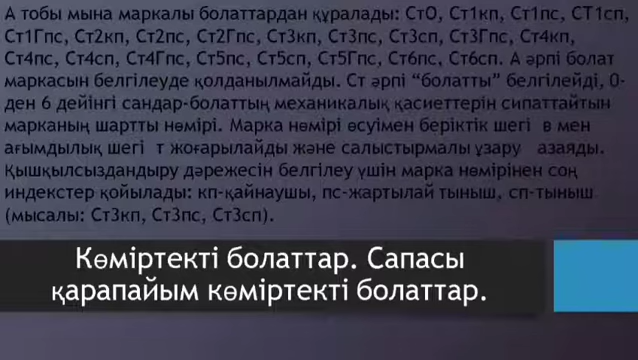 А тобы мына маркалы болаттардан құралады: СтО, Ст1кп, Ст1пс, СТ1сп,
Ст1Гпс, Ст2кп, Ст2пс, Ст2Гпс, Ст3кп, Ст3пс, Ст3сп, Ст3Гпс, Ст4кп,
Ст4пс, Ст4сп, Ст4Гпс, Ст5пс, Ст5сп, Ст5Гпс, Ст6пс, Ст6сп. А әрпі болат
маркасын белгілеуде қолданылмайды. Ст әрпі “болатты” белгілейді, 0-
ден 6 дейінгі сандар-болаттың механикалық қасиеттерін сипаттайтын
марканың шартты нөмірі. Марка нөмірі өсуімен беріктік шегі в мен
ағымдылық шегі т жоғарылайды және салыстырмалы ұзару азаяды.
Қышқылсыздандыру дәрежесін белгілеу үшін марка нөмірінен соң
индекстер қойылады: кп-қайнаушы, пс-жартылай тыныш, сп-тыныш
(мысалы: Ст3кп, Ст3пс, Ст3сп).
Көміртекті болаттар. Сапасы
қарапайым көміртекті болаттар.